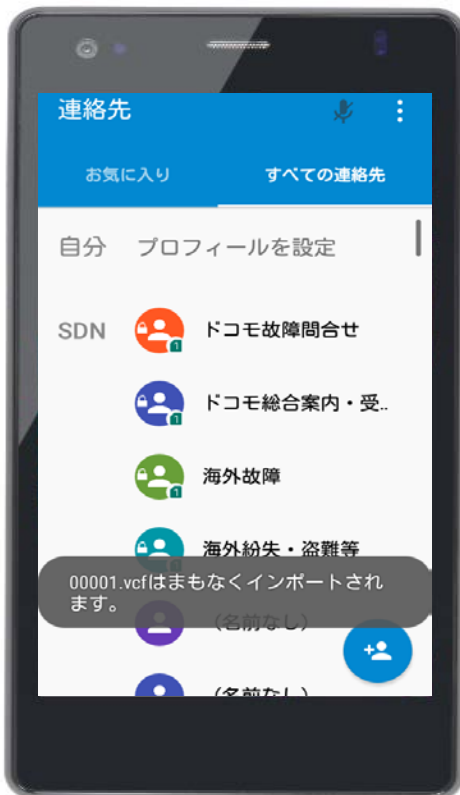 連絡先
お気に入り
すべての連絡先
自分
プロフィールを設定
SDN
ドコモ故障問合せ
ドコモ総合案内・受..
海外故障
海外紛失・盗難等
00001.vcfはまもなくインポートされ
ます。
（名前なし）
（名前なし）